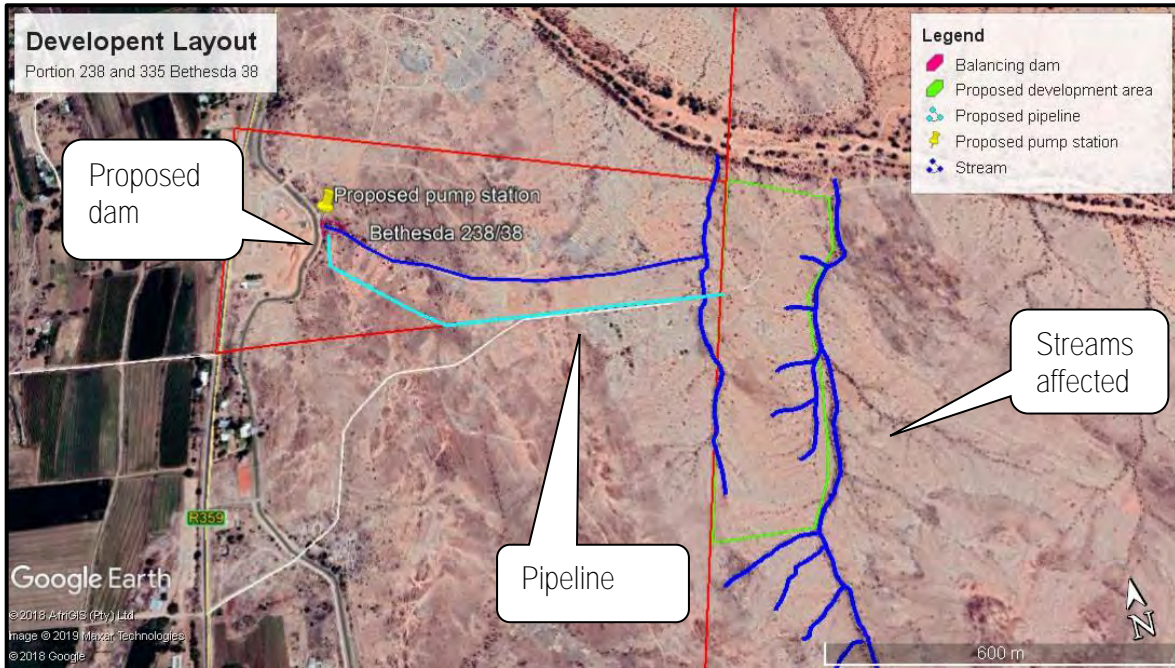 Developent Layout
Portion 238 and 335 Bethesda 38
Legend
Balancing dam
Proposed development area
Proposed pipeline
Proposed pump station
Stream
Proposed
dam
Proposed pump station
Bethesda 238/38
Streams
affected
Pipeline
R359
Google Earth
© 2018 AfriGIS (Pty) Ltd.
Image © 2019 Maxar Technologies
© 2018 Google
N
600 m